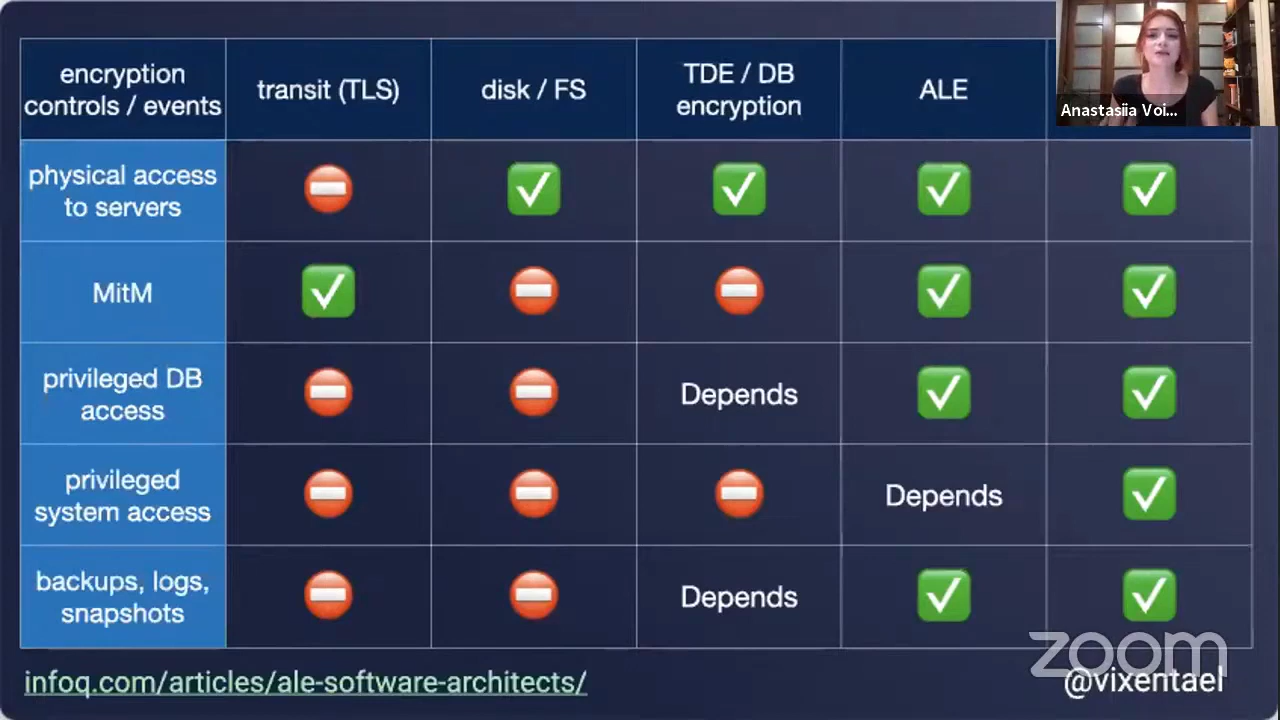 encryption
controls / events
transit (TLS)
disk / FS
TDE / DB
encryption
ALE
Anastasiia Voi...
physical access
to servers
MitM
privileged DB
access
Depends
privileged
system access
Depends
backups, logs,
snapshots
Depends
zoom
infoq.com/articles/ale-software-architects/
@vixentael